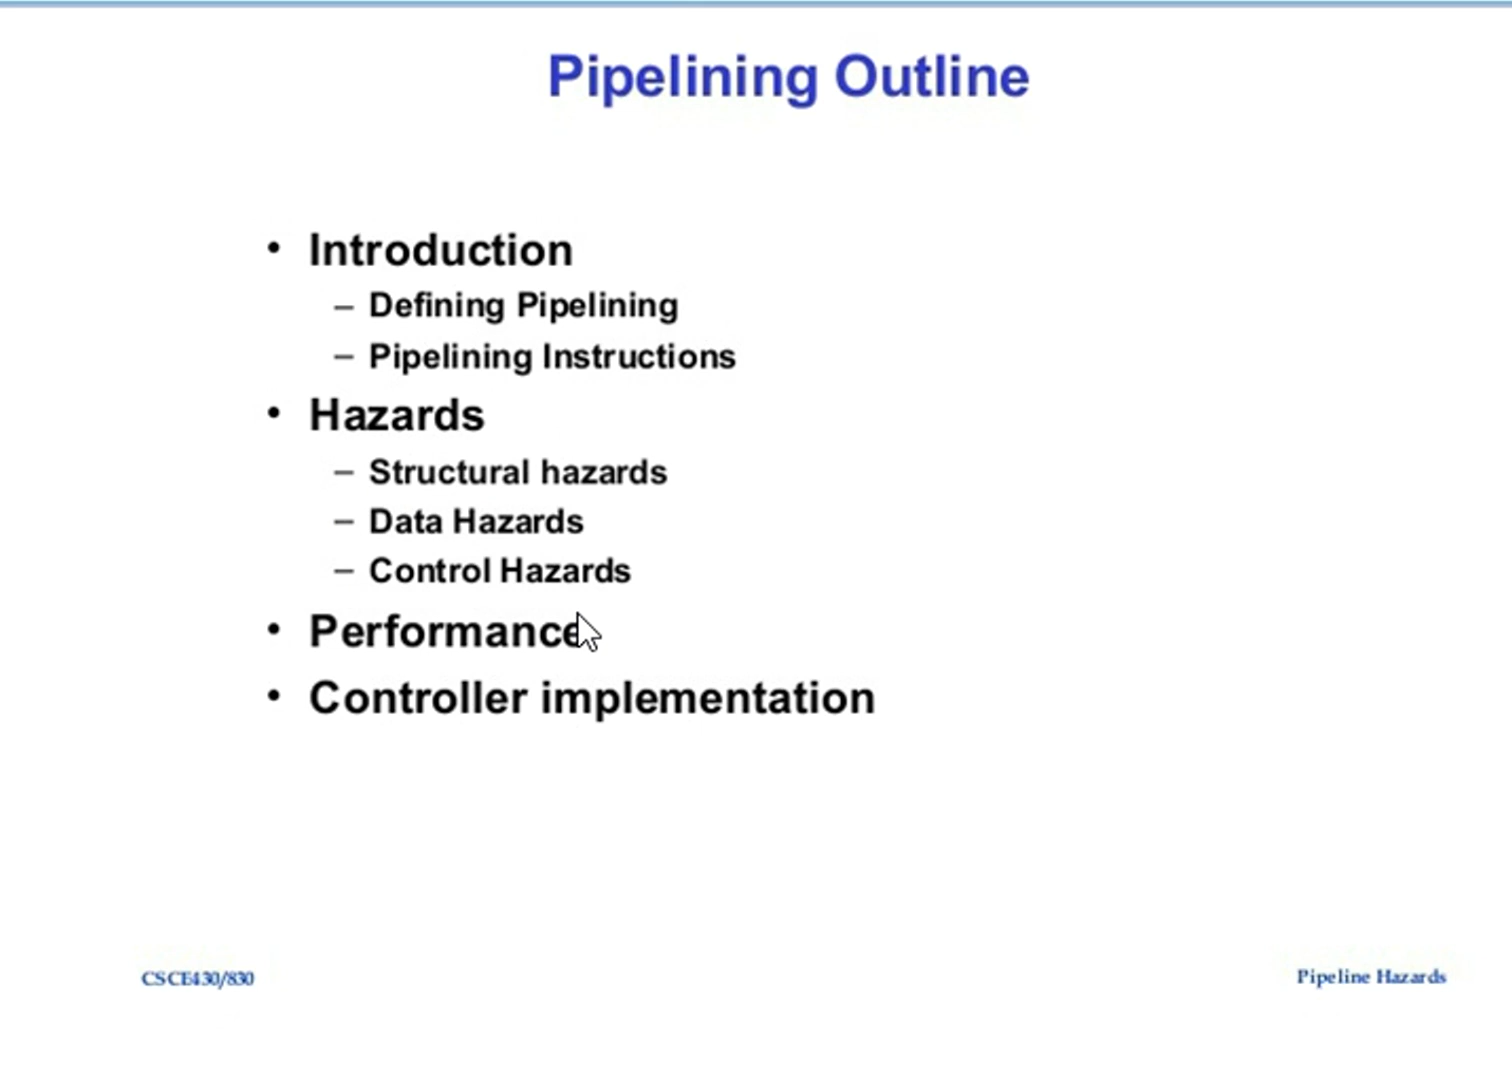 Pipelining Outline
• Introduction
– Defining Pipelining
– Pipelining Instructions
• Hazards
– Structural hazards
– Data Hazards
– Control Hazards
• Performance
• Controller implementation
CSCE430/830
Pipeline Hazards